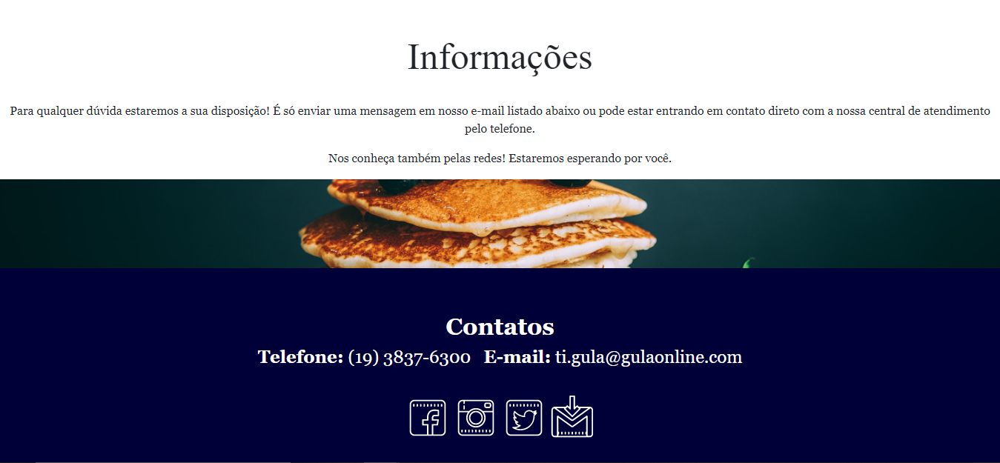 Informações
Para qualquer dúvida estaremos a sua disposição! É só enviar uma mensagem em nosso e-mail listado abaixo ou pode estar entrando em contato direto com a nossa central de atendimento
pelo telefone.
Nos conheça também pelas redes! Estaremos esperando por você.
Contatos
Telefone: (19) 3837-6300 E-mail: ti.gula@gulaonline.com